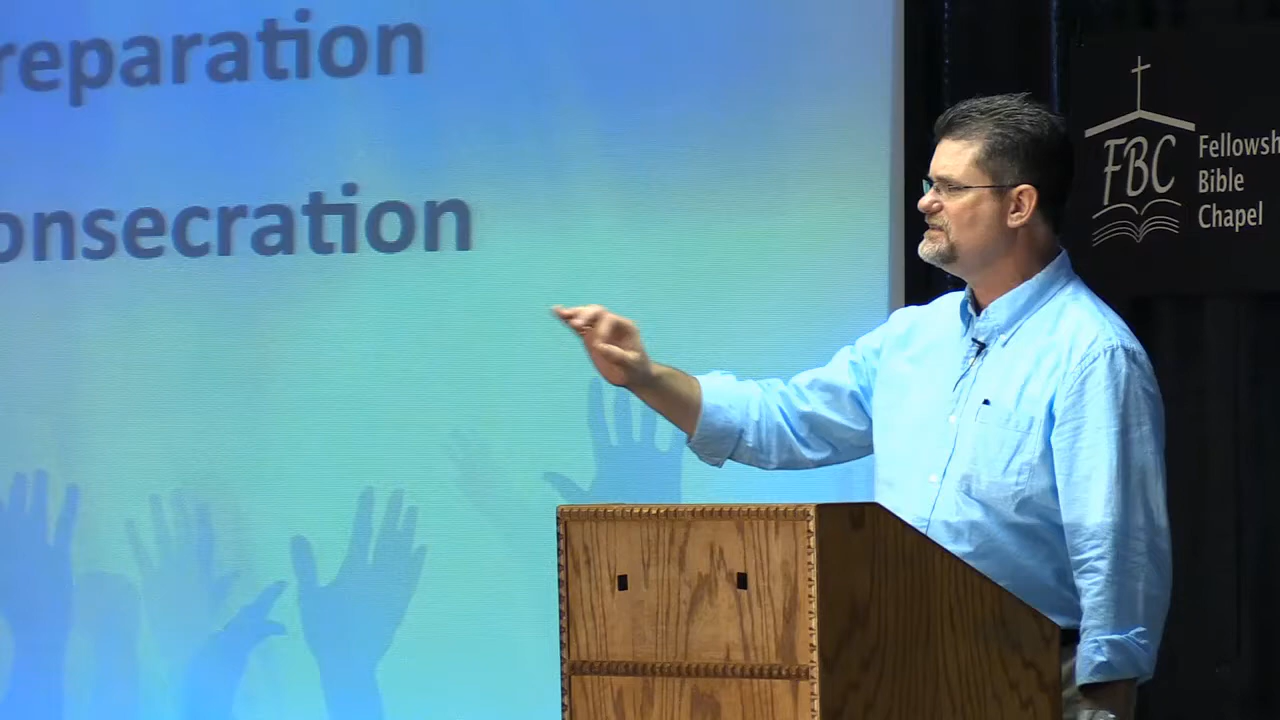 reparation
onsecration
FBC
Fellowsh
Bible
Chapel